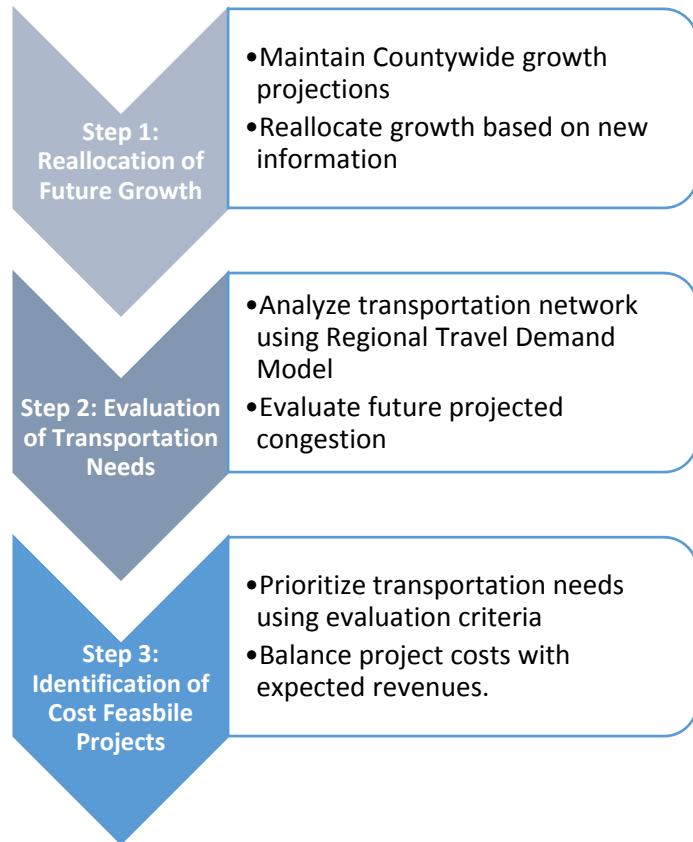 Step 1:
Reallocation of
Future Growth
•Maintain Countywide growth
projections
•Reallocate growth based on new
information
Step 2: Evaluation
of Transportation
Needs
•Analyze transportation network
using Regional Travel Demand
Model
•Evaluate future projected
congestion
Step 3:
Identification of
Cost Feasbile
Projects
•Prioritize transportation needs
using evaluation criteria
•Balance project costs with
expected revenues.